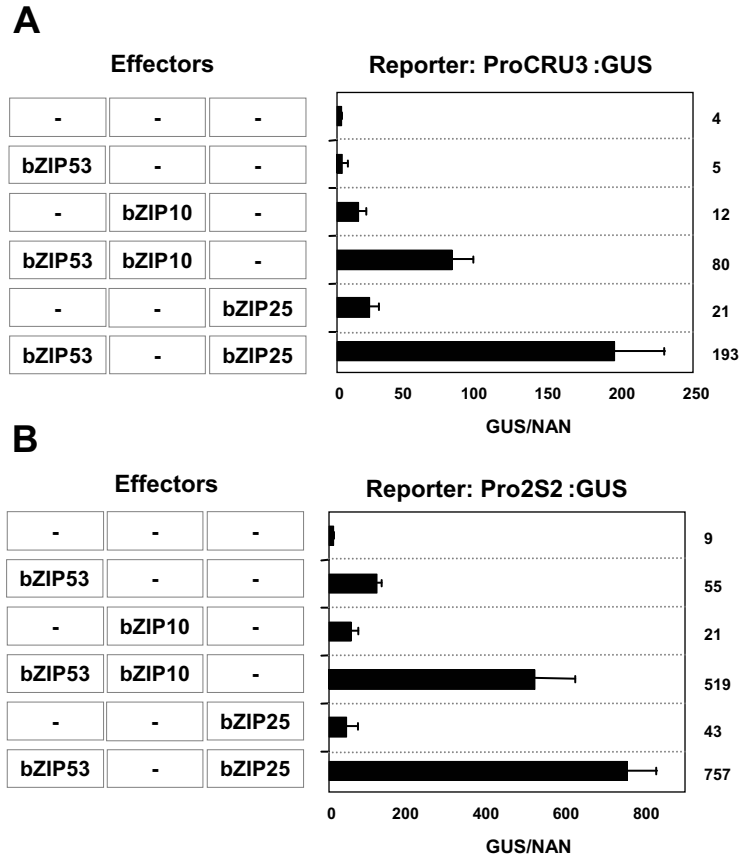 A
Effectors Reporter: ProCRU3 :GUS
- - - 4
bZIP53 - - 5
- bZIP10 - 12
bZIP53 bZIP10 - 80
- - bZIP25 21
bZIP53 - bZIP25 193
0 50 100 150 200 250
GUS/NAN
B
Effectors Reporter: Pro2S2 :GUS
- - - 9
bZIP53 - - 55
- bZIP10 - 21
bZIP53 bZIP10 - 519
- - bZIP25 43
bZIP53 - bZIP25 757
0 200 400 600 800
GUS/NAN